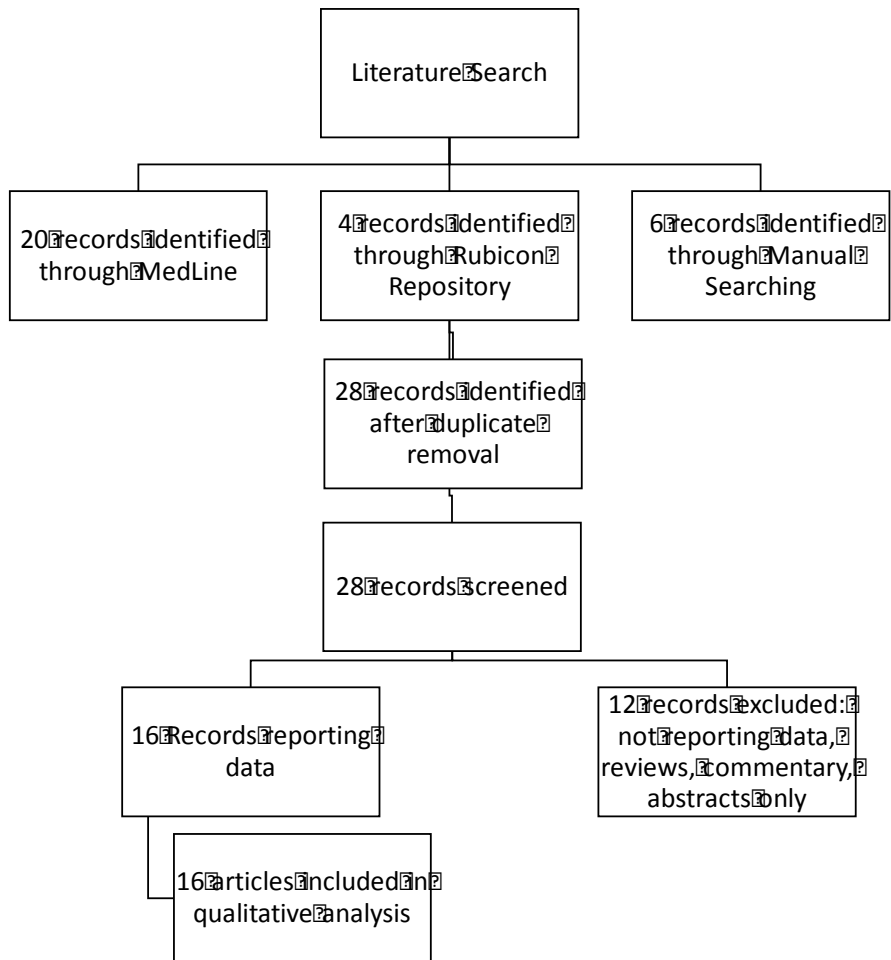 Literature Search
20 records identified
through MedLine
4 records identified
through Rubicon
Repository
6 records identified
through Manual
Searching
28 records identified
after duplicate
removal
28 records screened
16 Records reporting
data
12 records excluded:
not reporting data,
reviews, commentary,
abstracts only
16 articles included in
qualitative analysis